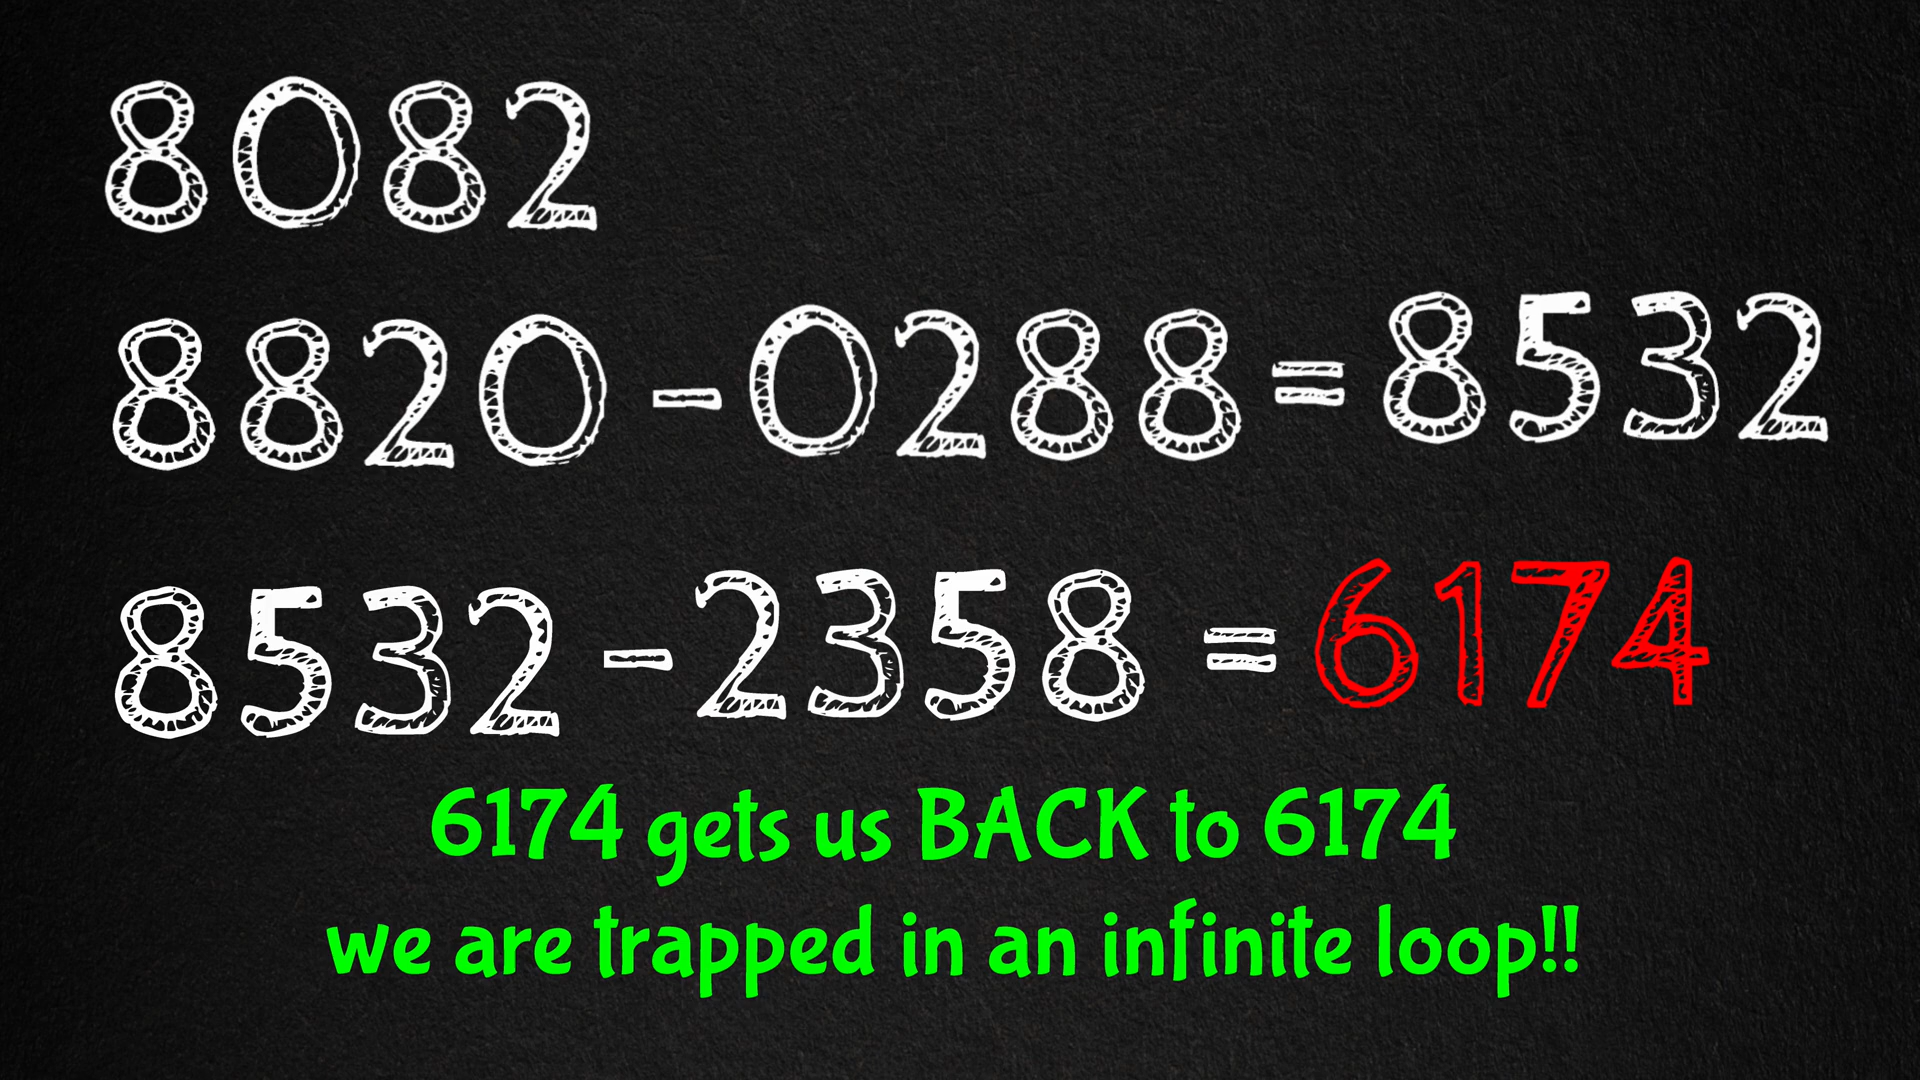 8082
8820 - 0288 = 8532
8532 - 2358 = 6174
6174 gets us BACK to 6174
we are trapped in an infinite loop!!